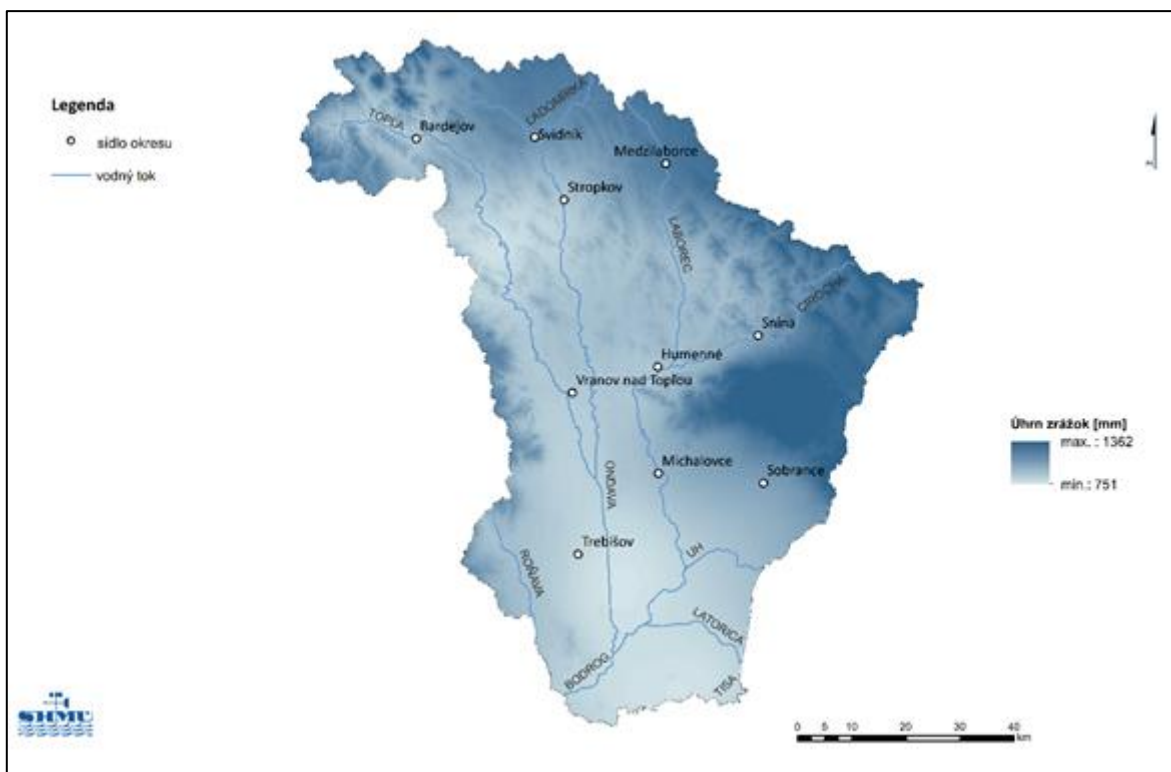 Legenda
sídlo okresu
vodný tok
TOPĽA
Bardejov
LADOMIRKA
Svidník
Medzilaborce
Stropkov
LABOREC
CIROCHA
Snina
Humenné
Vranov nad Topľou
Úhrn zrážok [mm]
max. : 1362
min.: 751
ONDAVA
Michalovce
Sobrance
Trebišov
UH
ROŇAVA
LATORICA
BODROG
TISA
SHMÚ
0 5 10 20 30 40
km